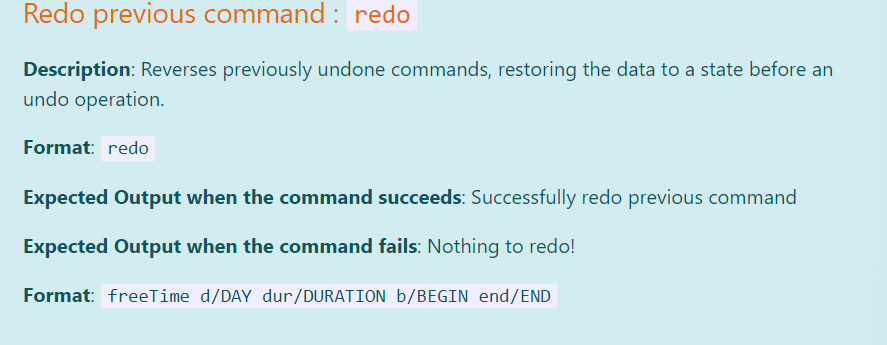 Redo previous command : redo
Description: Reverses previously undone commands, restoring the data to a state before an
undo operation.
Format: redo
Expected Output when the command succeeds: Successfully redo previous command
Expected Output when the command fails: Nothing to redo!
Format: freeTime d/DAY dur/DURATION b/BEGIN end/END